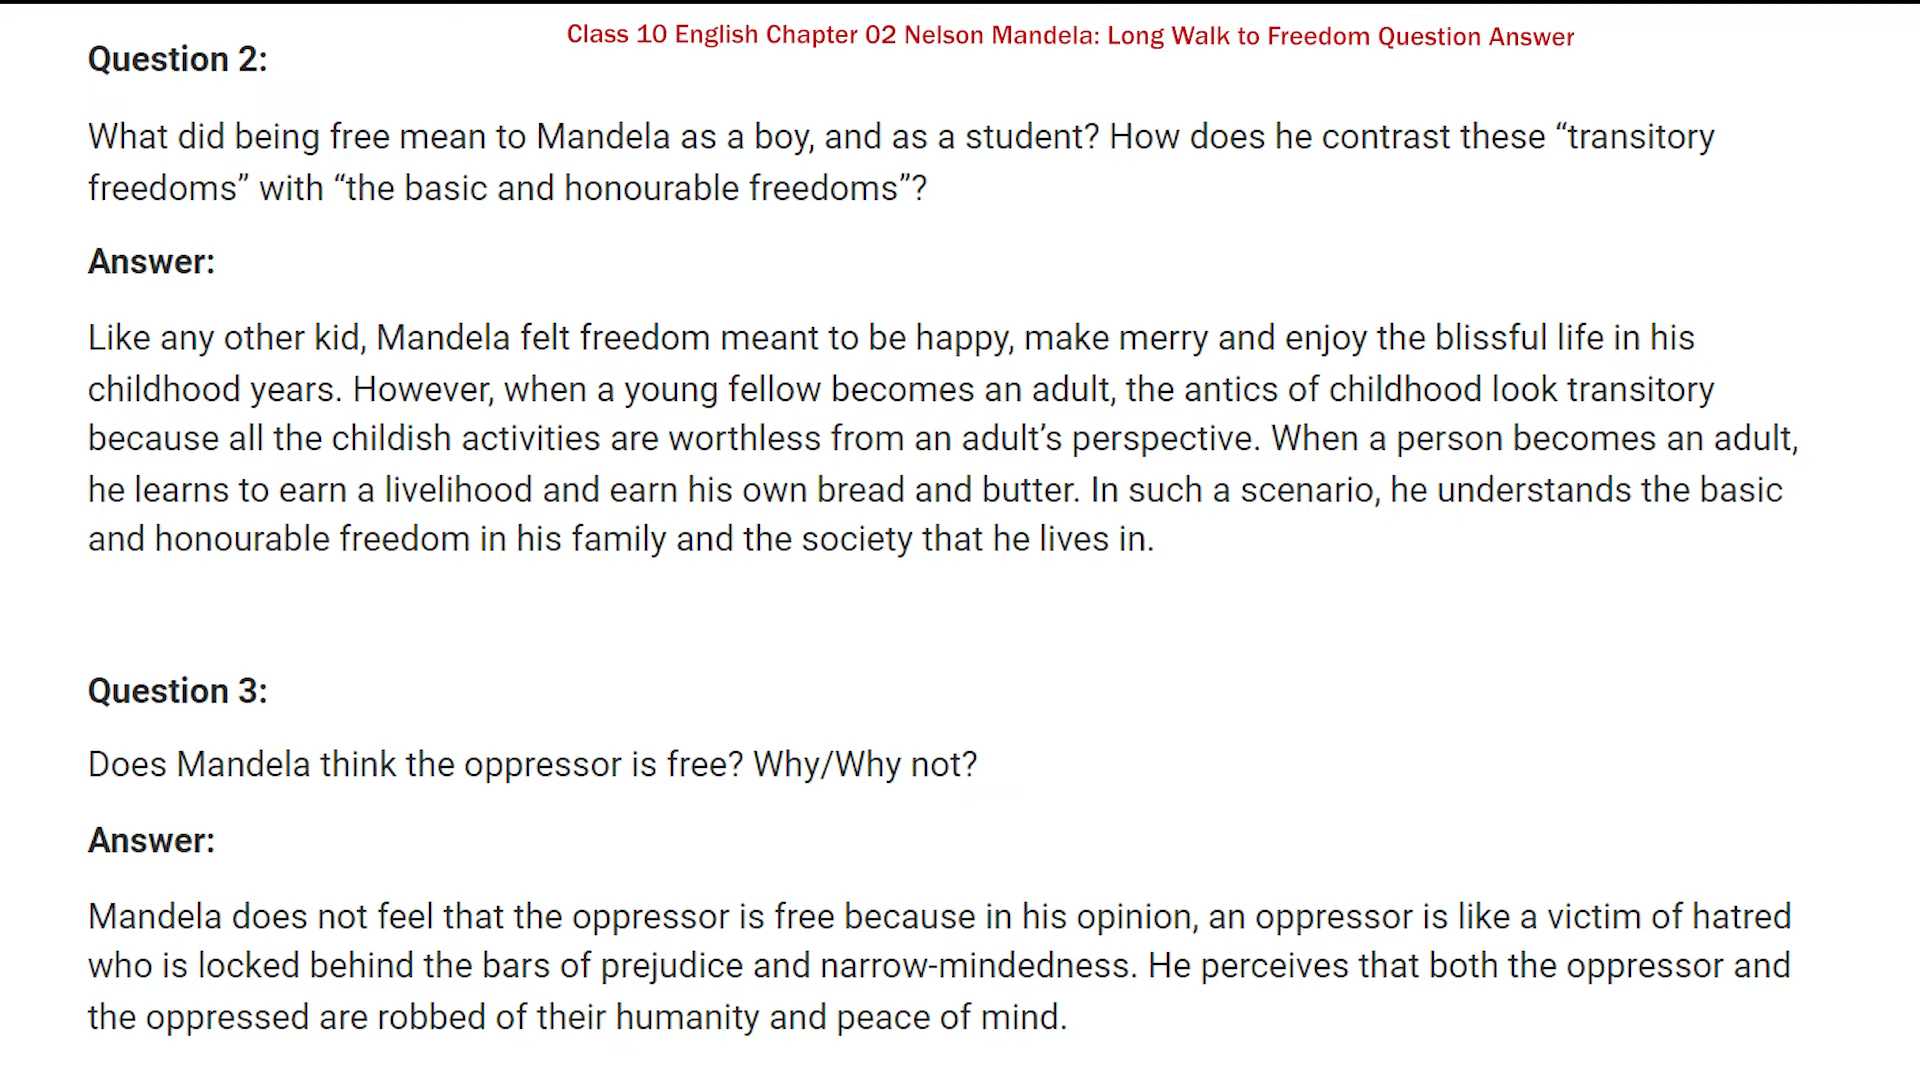 Class 10 English Chapter 02 Nelson Mandela: Long Walk to Freedom Question Answer
Question 2:
What did being free mean to Mandela as a boy, and as a student? How does he contrast these “transitory
freedoms” with “the basic and honourable freedoms”?
Answer:
Like any other kid, Mandela felt freedom meant to be happy, make merry and enjoy the blissful life in his
childhood years. However, when a young fellow becomes an adult, the antics of childhood look transitory
because all the childish activities are worthless from an adult’s perspective. When a person becomes an adult,
he learns to earn a livelihood and earn his own bread and butter. In such a scenario, he understands the basic
and honourable freedom in his family and the society that he lives in.
Question 3:
Does Mandela think the oppressor is free? Why/Why not?
Answer:
Mandela does not feel that the oppressor is free because in his opinion, an oppressor is like a victim of hatred
who is locked behind the bars of prejudice and narrow-mindedness. He perceives that both the oppressor and
the oppressed are robbed of their humanity and peace of mind.